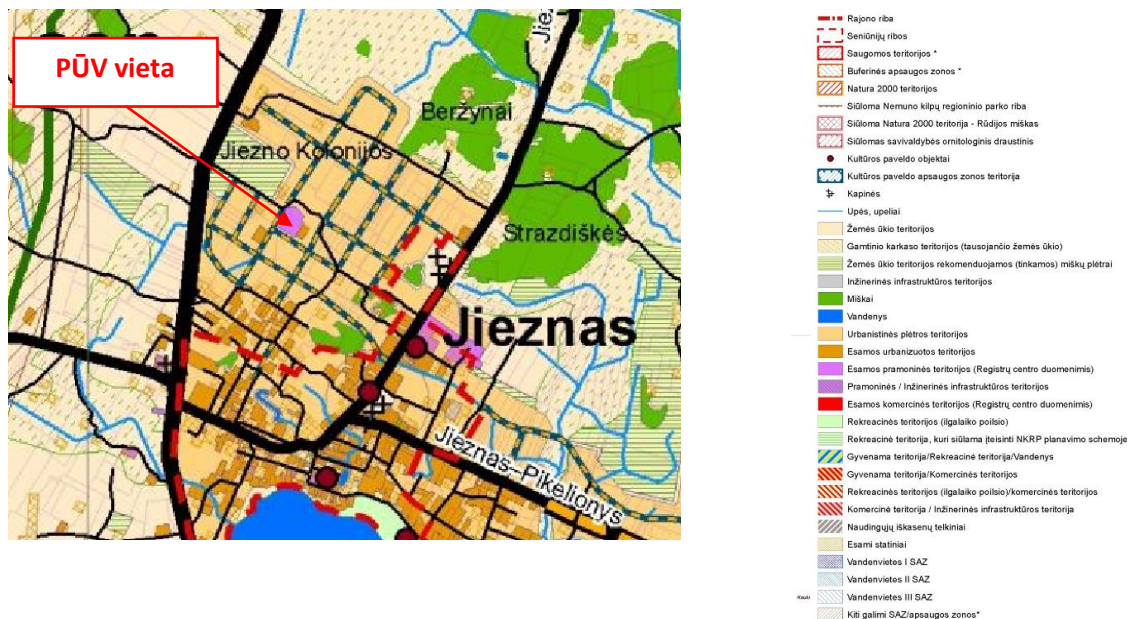 PŪV vieta
Jie
Beržynai
Jiezno Kolonijos
Strazdiškės
Jieznas
Jieznas–Pikelionys
Rajono riba
Seniūnijų ribos
Saugomos teritorijos *
Buferinės apsaugos zonos *
Natura 2000 teritorijos
Siūloma Nemuno kilpų regioninio parko riba
Siūloma Natura 2000 teritorija - Rūdijos miškas
Siūlomas savivaldybės ornitologinis draustinis
Kultūros paveldo objektai
Kultūros paveldo apsaugos zonos teritorija
Kapinės
Upės, upeliai
Žemės ūkio teritorijos
Gamtinio karkaso teritorijos (tausojančio žemės ūkio)
Žemės ūkio teritorijos rekomenduojamos (tinkamos) miškų plėtrai
Inžinerinės infrastruktūros teritorijos
Miškai
Vandenys
Urbanistinės plėtros teritorijos
Esamos urbanizuotos teritorijos
Esamos pramoninės teritorijos (Registrų centro duomenimis)
Pramoninės / Inžinerinės infrastruktūros teritorijos
Esamos komercinės teritorijos (Registrų centro duomenimis)
Rekreacinės teritorijos (ilgalaikio poilsio)
Rekreacinė teritorija, kuri siūlama įteisinti NKRP planavimo schemoje
Gyvenama teritorija/Rekreacinė teritorija/Vandenys
Gyvenama teritorija/Komercinės teritorijos
Rekreacinės teritorijos (ilgalaiko poilsio)/komercinės teritorijos
Komercinė teritorija / Inžinerinės infrastruktūros teritorija
Naudingųjų iškasenų telkiniai
Esami statiniai
Vandenvietes I SAZ
Vandenvietes II SAZ
Vandenvietes III SAZ
Kiti galimi SAZ/apsaugos zonos*